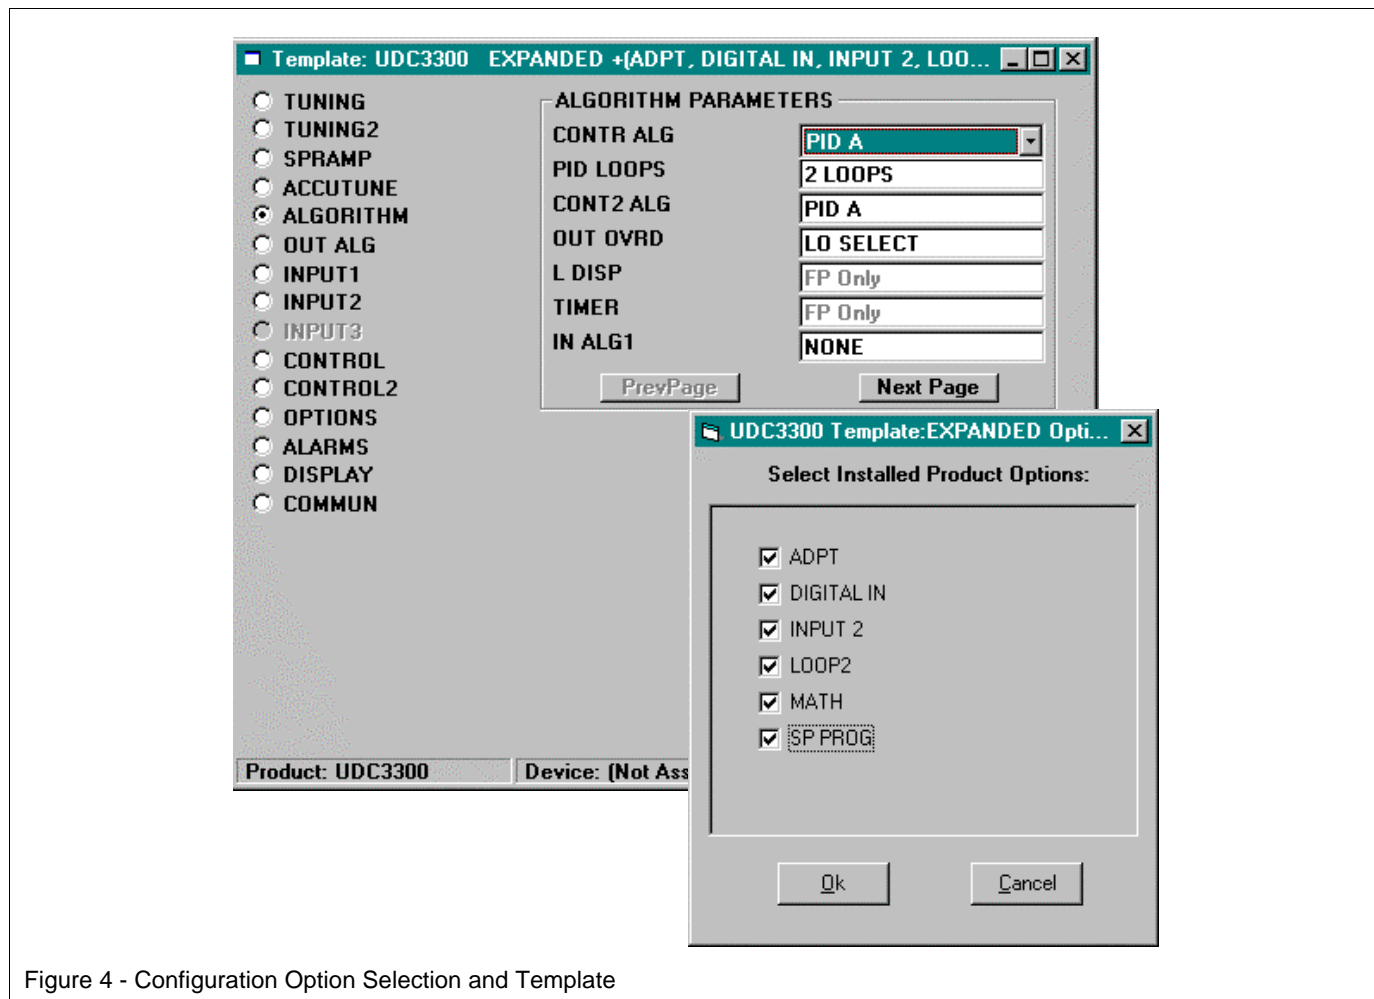 Template: UDC3300 EXPANDED +(ADPT, DIGITAL IN, INPUT 2, LOO...
TUNING
TUNING2
SPRAMP
ACCUTUNE
ALGORITHM
OUT ALG
INPUT1
INPUT2
INPUT3
CONTROL
CONTROL2
OPTIONS
ALARMS
DISPLAY
COMMUN
ALGORITHM PARAMETERS
CONTR ALG PID A
PID LOOPS 2 LOOPS
CONT2 ALG PID A
OUT OVRD LO SELECT
L DISP FP Only
TIMER FP Only
IN ALG1 NONE
PrevPage Next Page
Product: UDC3300 Device: (Not Ass
UDC3300 Template:EXPANDED Opti...
Select Installed Product Options:
ADPT
DIGITAL IN
INPUT 2
LOOP2
MATH
SP PROG
Ok Cancel
Figure 4 - Configuration Option Selection and Template